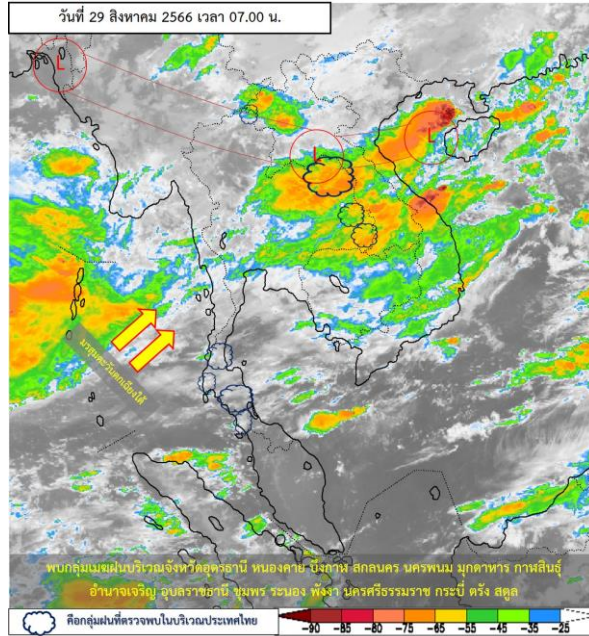 วันที่ 29 สิงหาคม 2566 เวลา 07.00 น.
L
L
L
มรสุมตะวันตกเฉียงใต้
พบกลุ่มเมฆฝนบริเวณจังหวัดอุดรธานี หนองคาย บึงกาฬ สกลนคร นครพนม มุกดาหาร กาฬสินธุ์
อำนาจเจริญ อุบลราชธานี ชุมพร ระนอง พังงา นครศรีธรรมราช กระบี่ ตรัง สตูล
คือกลุ่มฝนที่ตรวจพบในบริเวณประเทศไทย
-90 -85 -80 -75 -65 -55 -45 -35 -25